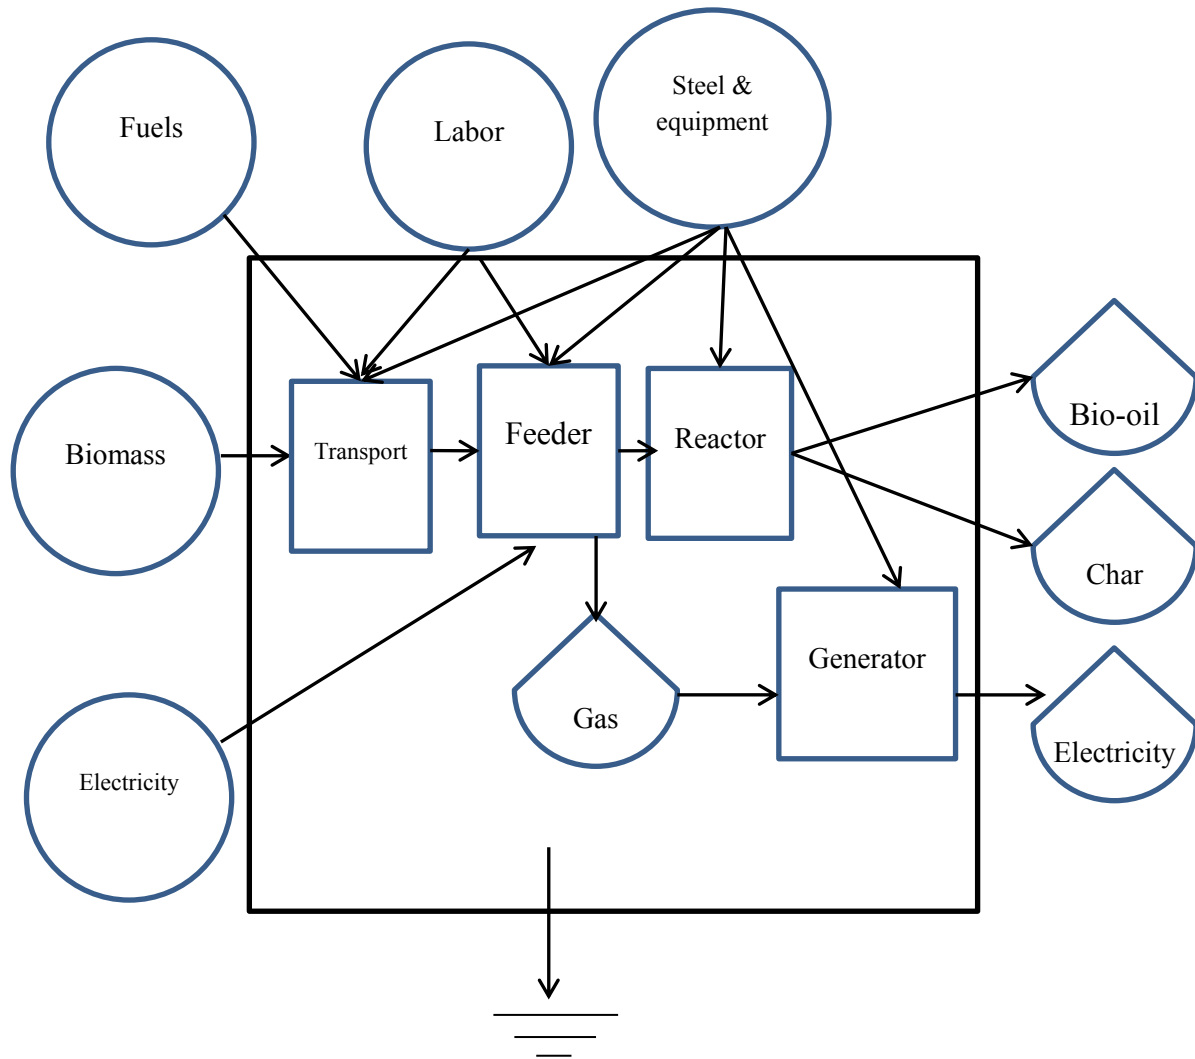 Fuels
Labor
Steel &
equipment
Biomass
Transport
Feeder
Reactor
Bio-oil
Char
Generator
Gas
Electricity
Electricity